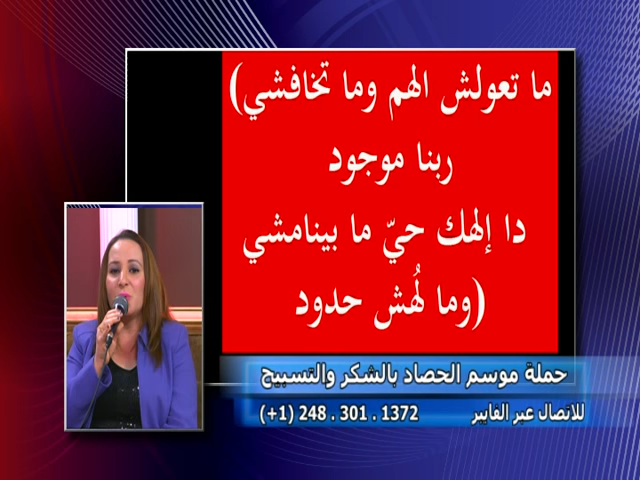 ما تعولش الهم وما تخافشي)
ربنا موجود
دا إلهك حيّ ما بينامشي
(وما لُهش حدود
حملة موسم الحصاد بالشكر والتسبيح
للاتصال عبر الفايبر (+1) 248 . 301 . 1372